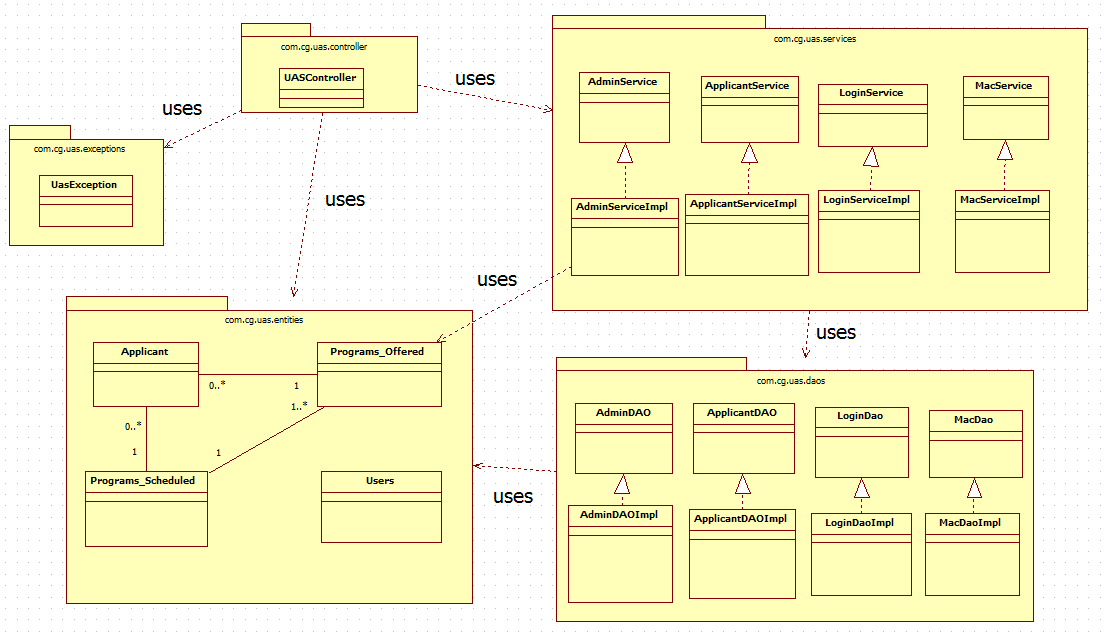 com.cg.uas.controller
UASController
uses
uses
uses
com.cg.uas.exceptions
UasException
com.cg.uas.services
AdminService
ApplicantService
LoginService
MacService
AdminServiceImpl
ApplicantServiceImpl
LoginServiceImpl
MacServiceImpl
uses
uses
com.cg.uas.entities
Applicant
Programs_Offered
0..*
1
1..*
0..*
1
1
Programs_Scheduled
Users
uses
com.cg.uas.daos
AdminDAO
ApplicantDAO
LoginDao
MacDao
AdminDAOImpl
ApplicantDAOImpl
LoginDaoImpl
MacDaoImpl